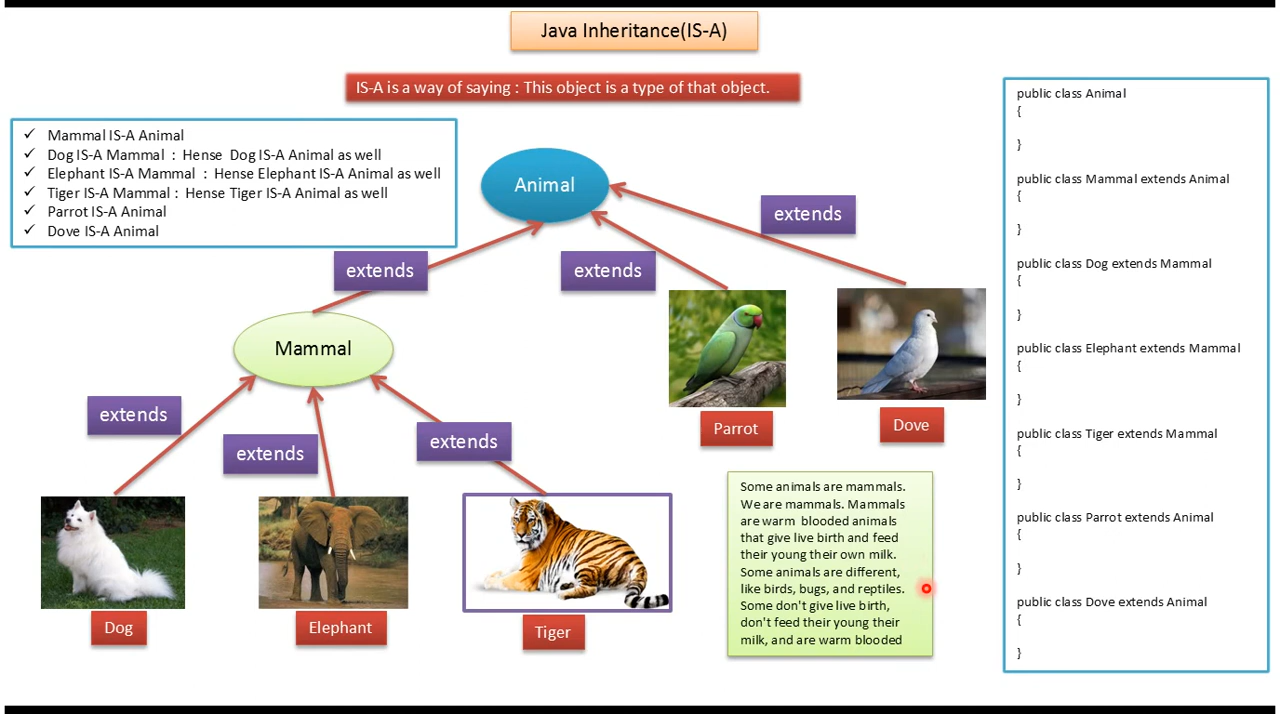 Java Inheritance(IS-A)
IS-A is a way of saying : This object is a type of that object.
✓ Mammal IS-A Animal
✓ Dog IS-A Mammal : Hense Dog IS-A Animal as well
✓ Elephant IS-A Mammal : Hense Elephant IS-A Animal as well
✓ Tiger IS-A Mammal : Hense Tiger IS-A Animal as well
✓ Parrot IS-A Animal
✓ Dove IS-A Animal
Animal
extends
extends
extends
Mammal
Parrot
Dove
extends
extends
extends
Dog
Elephant
Tiger
Some animals are mammals.
We are mammals. Mammals
are warm blooded animals
that give live birth and feed
their young their own milk.
Some animals are different,
like birds, bugs, and reptiles.
Some don't give live birth,
don't feed their young their
milk, and are warm blooded
public class Animal
{
}
public class Mammal extends Animal
{
}
public class Dog extends Mammal
{
}
public class Elephant extends Mammal
{
}
public class Tiger extends Mammal
{
}
public class Parrot extends Animal
{
}
public class Dove extends Animal
{
}